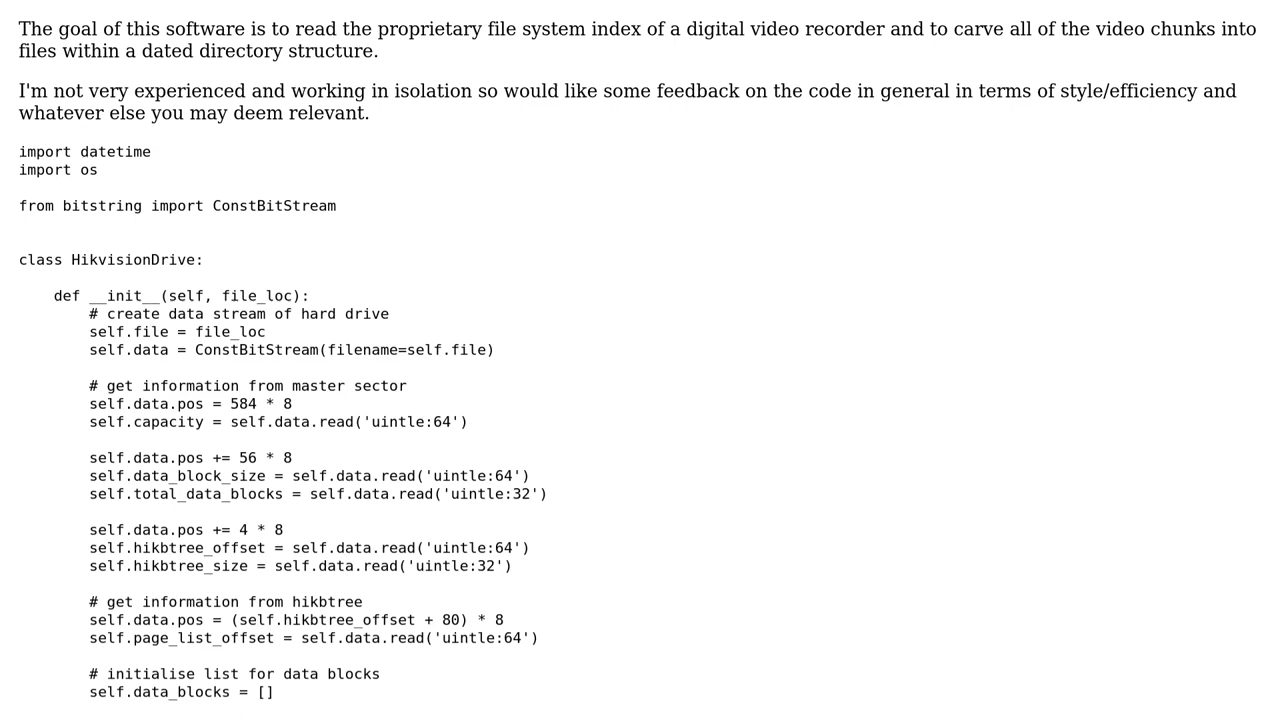 The goal of this software is to read the proprietary file system index of a digital video recorder and to carve all of the video chunks into
files within a dated directory structure.
I'm not very experienced and working in isolation so would like some feedback on the code in general in terms of style/efficiency and
whatever else you may deem relevant.
import datetime
import os
from bitstring import ConstBitStream
class HikvisionDrive:
    def __init__(self, file_loc):
        # create data stream of hard drive
        self.file = file_loc
        self.data = ConstBitStream(filename=self.file)
        # get information from master sector
        self.data.pos = 584 * 8
        self.capacity = self.data.read('uintle:64')
        self.data.pos += 56 * 8
        self.data_block_size = self.data.read('uintle:64')
        self.total_data_blocks = self.data.read('uintle:32')
        self.data.pos += 4 * 8
        self.hikbtree_offset = self.data.read('uintle:64')
        self.hikbtree_size = self.data.read('uintle:32')
        # get information from hikbtree
        self.data.pos = (self.hikbtree_offset + 80) * 8
        self.page_list_offset = self.data.read('uintle:64')
        # initialise list for data blocks
        self.data_blocks = []